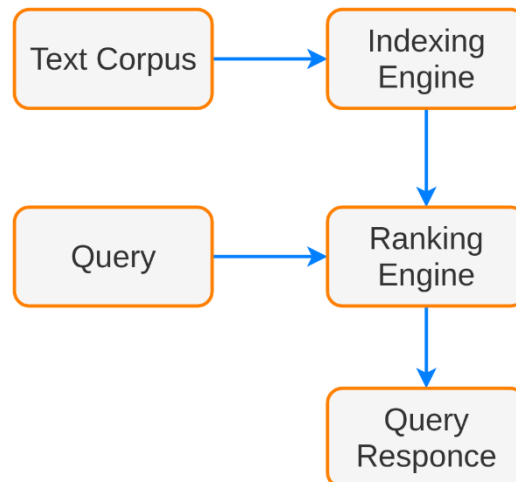 Text Corpus
Indexing
Engine
Query
Ranking
Engine
Query
Responce